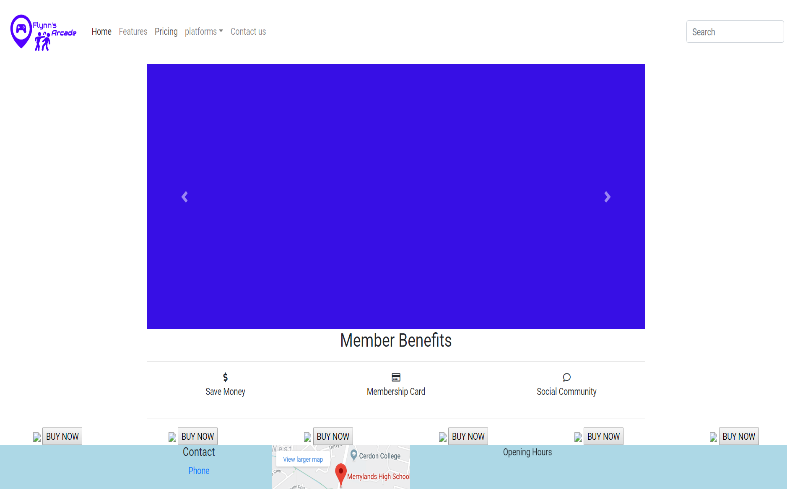 Flynn's
Arcade
Home Features Pricing platforms Contact us
Search
Member Benefits
Save Money Membership Card Social Community
BUY NOW BUY NOW BUY NOW BUY NOW BUY NOW BUY NOW
Contact
Phone
View larger map
Cerdon College
Merrylands High School
Opening Hours